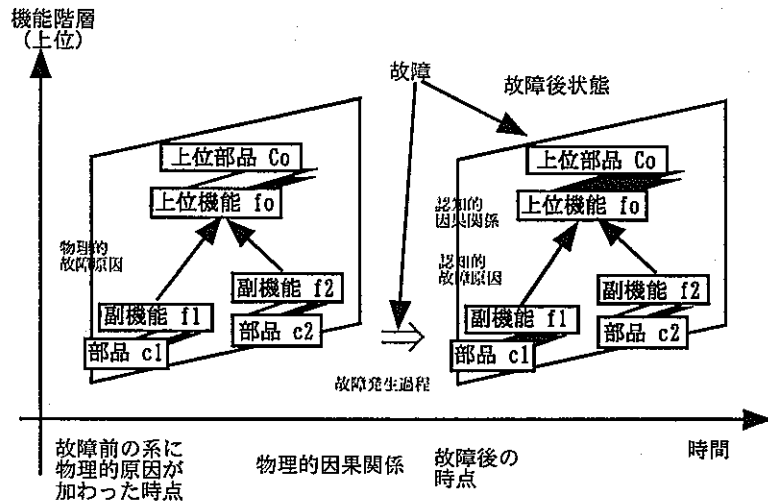 機能階層
(上位)
故障
故障後状態
上位部品 Co
上位機能 fo
物理的
故障原因
副機能 f2
副機能 f1
部品 c2
部品 c1
上位部品 Co
認知的
因果関係
上位機能 fo
認知的
故障原因
副機能 f2
副機能 f1
部品 c2
部品 c1
故障発生過程
故障前の系に
物理的原因が
加わった時点
物理的因果関係
故障後の
時点
時間